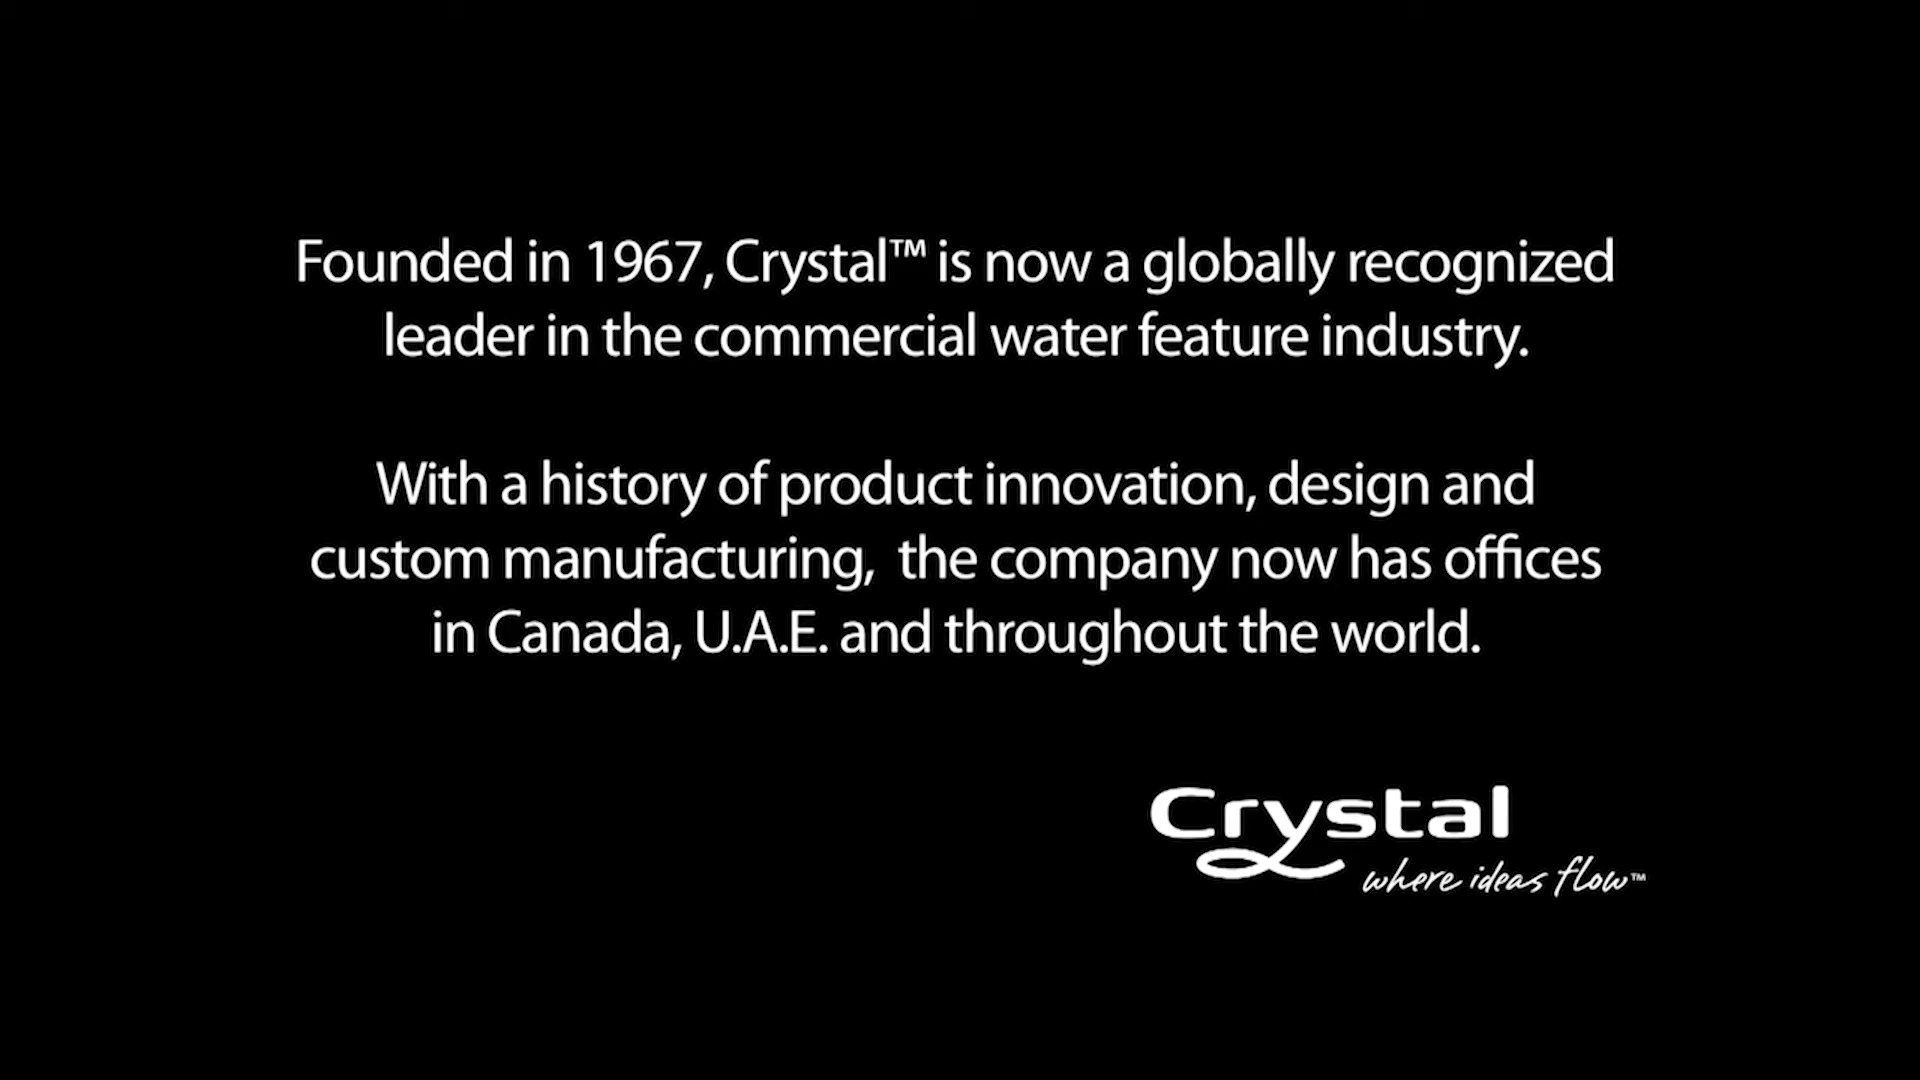 Founded in 1967, Crystal™ is now a globally recognized
leader in the commercial water feature industry.
With a history of product innovation, design and
custom manufacturing,  the company now has offices
in Canada, U.A.E. and throughout the world.
Crystal
where ideas flow™